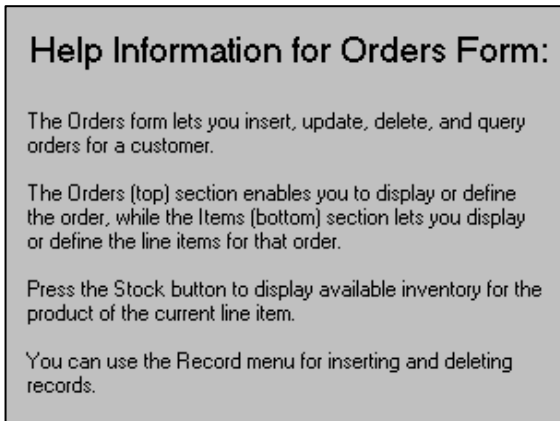 Help Information for Orders Form:
The Orders form lets you insert, update, delete, and query
orders for a customer.
The Orders (top) section enables you to display or define
the order, while the Items (bottom) section lets you display
or define the line items for that order.
Press the Stock button to display available inventory for the
product of the current line item.
You can use the Record menu for inserting and deleting
records.